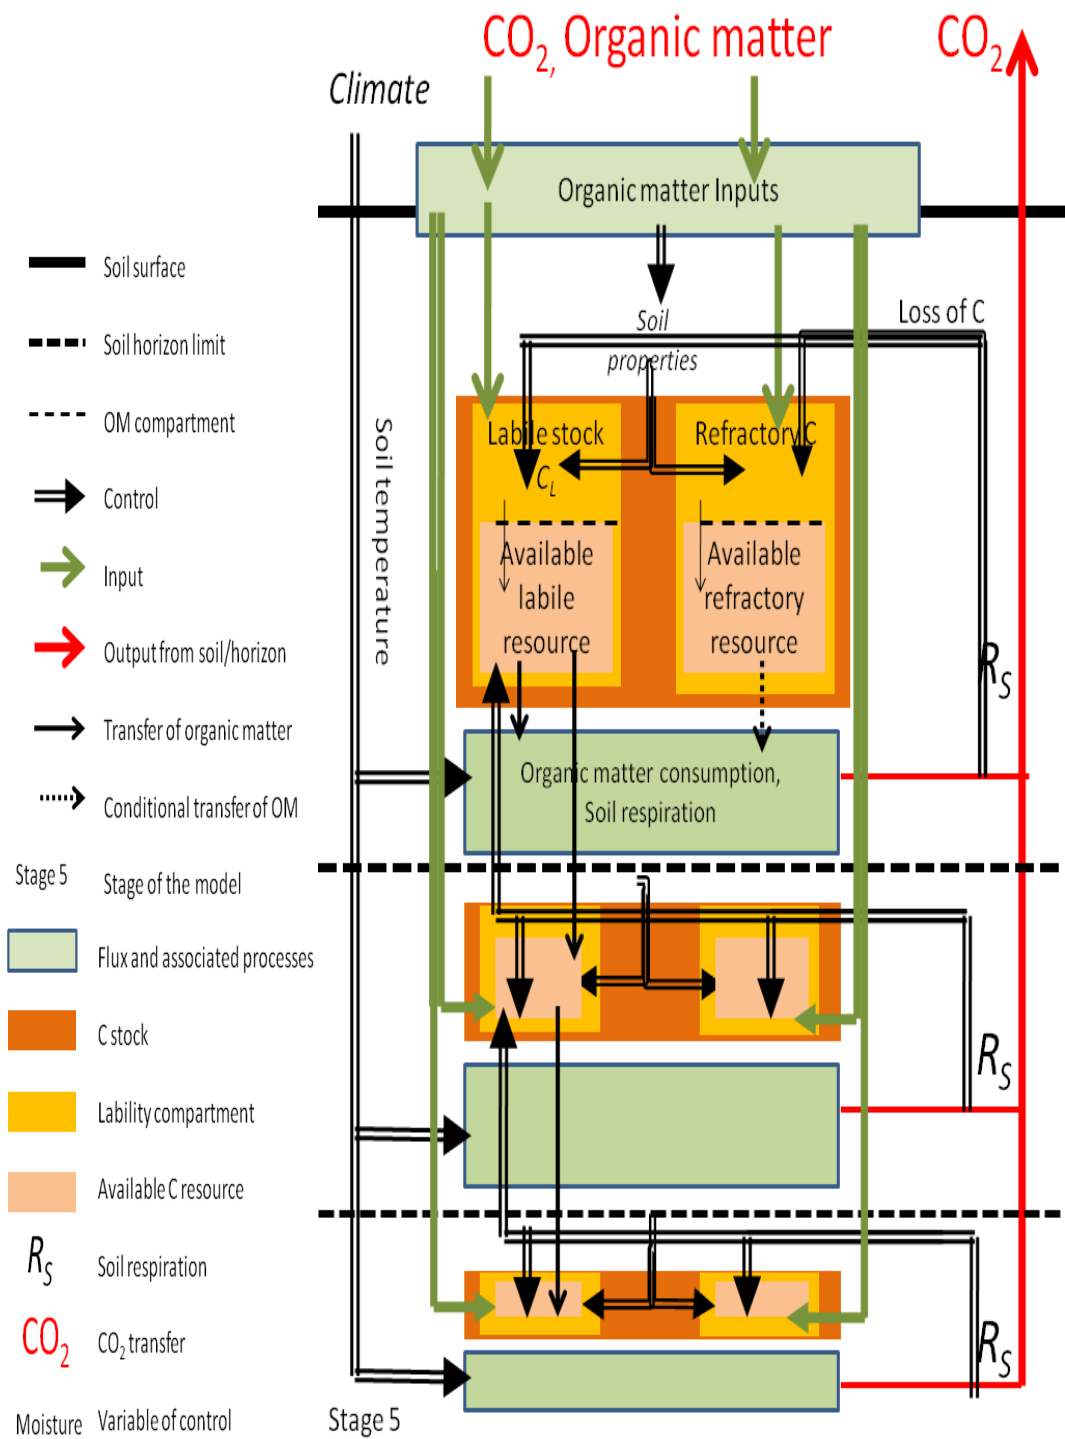 CO2, Organic matter
CO2
Climate
Organic matter Inputs
Soil surface
Soil horizon limit
OM compartment
Control
Input
Output from soil/horizon
Transfer of organic matter
Conditional transfer of OM
Stage 5
Stage of the model
Flux and associated processes
C stock
Lability compartment
Available C resource
RS
Soil respiration
CO2
CO2 transfer
Moisture
Variable of control
Soil temperature
Soil
properties
Loss of C
Labile stock
CL
Refractory C
Available
labile
resource
Available
refractory
resource
RS
Organic matter consumption,
Soil respiration
RS
RS
Stage 5